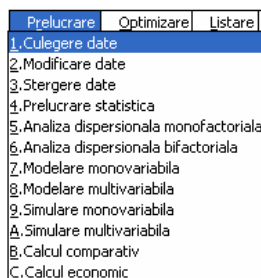 Prelucrare Optimizare Listare
1.Culegere date
2.Modificare date
3.Stergere date
4.Prelucrare statistica
5.Analiza dispersionala monofactoriala
6.Analiza dispersionala bifactoriala
7.Modelare monovariabila
8.Modelare multivariabila
9.Simulare monovariabila
A.Simulare multivariabila
B.Calcul comparativ
C.Calcul economic